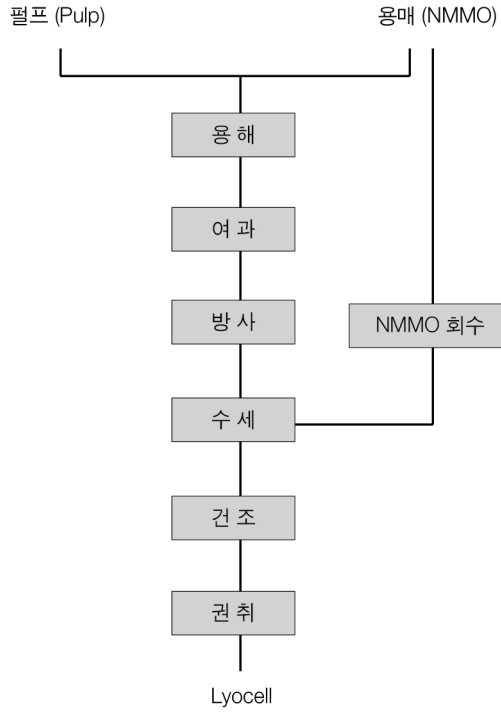 펄프 (Pulp)
용매 (NMMO)
용 해
여 과
방 사
NMMO 회수
수 세
건 조
권 취
Lyocell